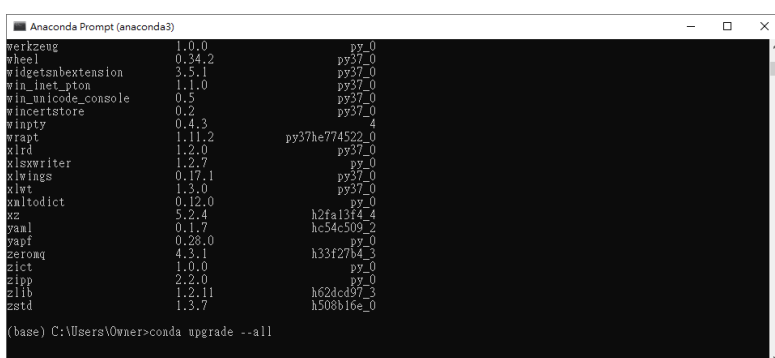 Anaconda Prompt (anaconda3)
werkzeug 1.0.0 py_0
wheel 0.34.2 py37_0
widgetsnbextension 3.5.1 py37_0
win_inet_pton 1.1.0 py37_0
win_unicode_console 0.5 py37_0
wincertstore 0.2 py37_0
winpty 0.4.3 4
wrapt 1.11.2 py37he774522_0
xlrd 1.2.0 py37_0
xlsxwriter 1.2.7 py_0
xlwings 0.17.1 py37_0
xlwt 1.3.0 py37_0
xmltodict 0.12.0 py_0
xz 5.2.4 h2fa13f4_4
yaml 0.1.7 hc54c509_2
yapf 0.28.0 py_0
zeromq 4.3.1 h33f27b4_3
zict 1.0.0 py_0
zipp 2.2.0 py_0
zlib 1.2.11 h62dcd97_3
zstd 1.3.7 h508b16e_0
(base) C:\Users\Owner>conda upgrade --all